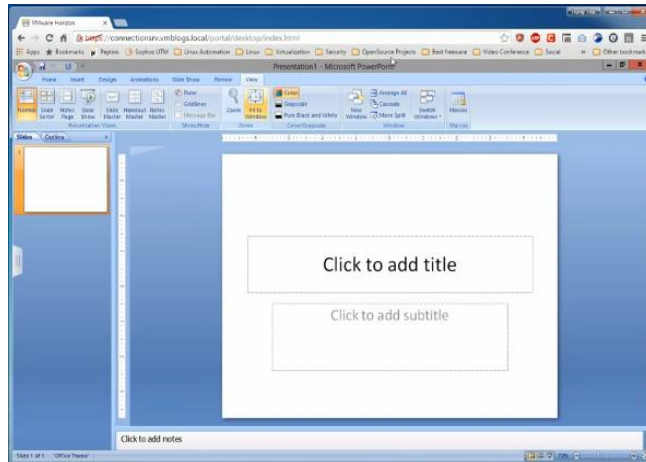 VMware Horizon
https://connectionsrv.vmblogs.local/portal/desktop/index.html
Apps Bookmarks Peplink Sophos UTM Linux Automation Linux Virtualization Security OpenSource Projects Best freeware Video Conference Social » Other bookmark
Presentation1 - Microsoft PowerPoint
Home Insert Design Animations Slide Show Review View
Normal Slide Sorter Notes Page Slide Show Slide Master Handout Master Notes Master
Ruler
Gridlines
Message Bar
Zoom Fit to Window
Color
Grayscale
Pure Black and White
New Window
Arrange All
Cascade
Move Split
Switch Windows
Macros
Presentation Views Show/Hide Zoom Color/Grayscale Window Macros
Slides Outline
1
Click to add title
Click to add subtitle
Click to add notes
Slide 1 of 1 "Office Theme" 73%